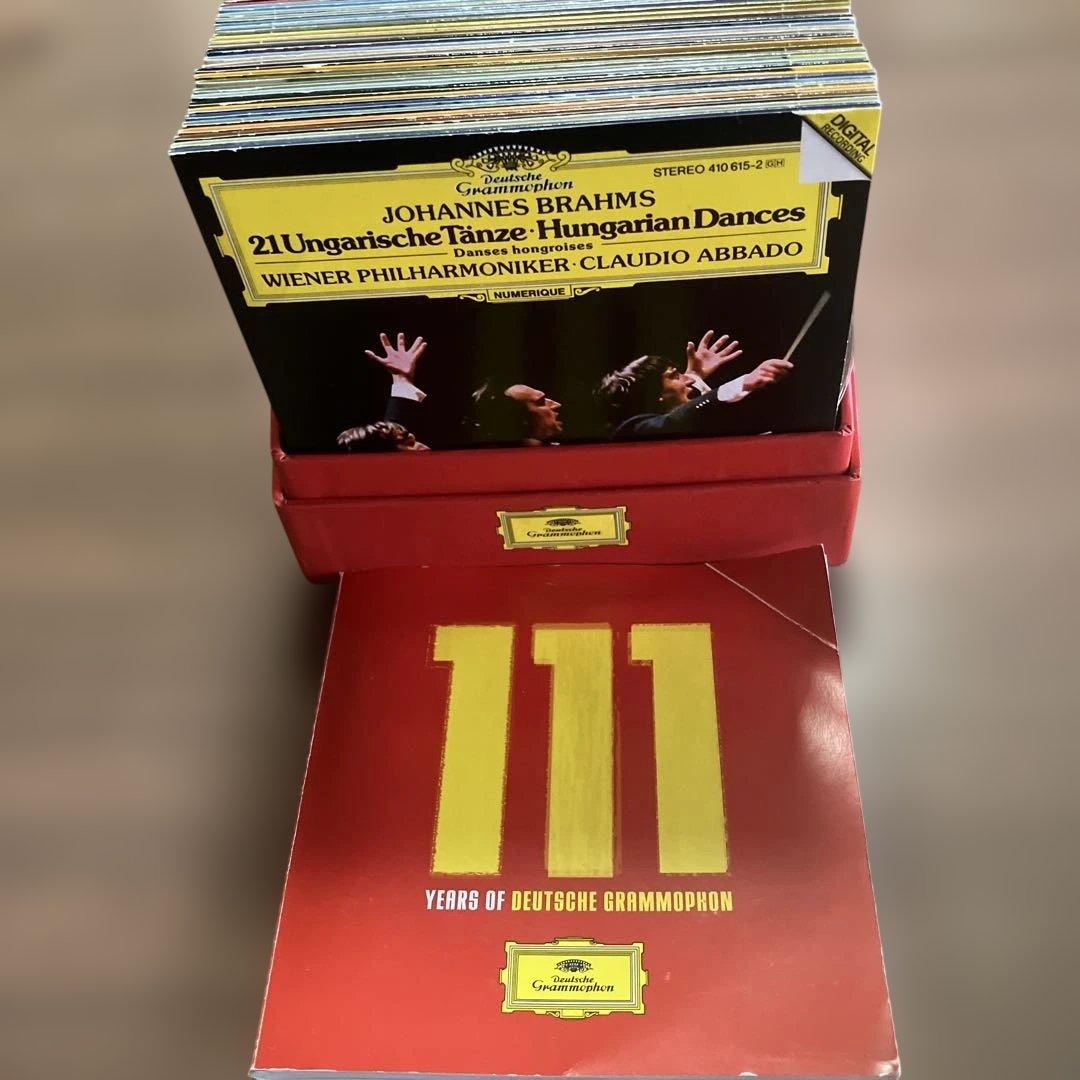 DIGITAL
RECORDING
Deutsche
Grammophon
STEREO 410 615-2 GH
JOHANNES BRAHMS
21 Ungarische Tänze · Hungarian Dances
Danses hongroises
WIENER PHILHARMONIKER · CLAUDIO ABBADO
NUMERIQUE
Deutsche
Grammophon
111
YEARS OF DEUTSCHE GRAMMOPHON
Deutsche
Grammophon